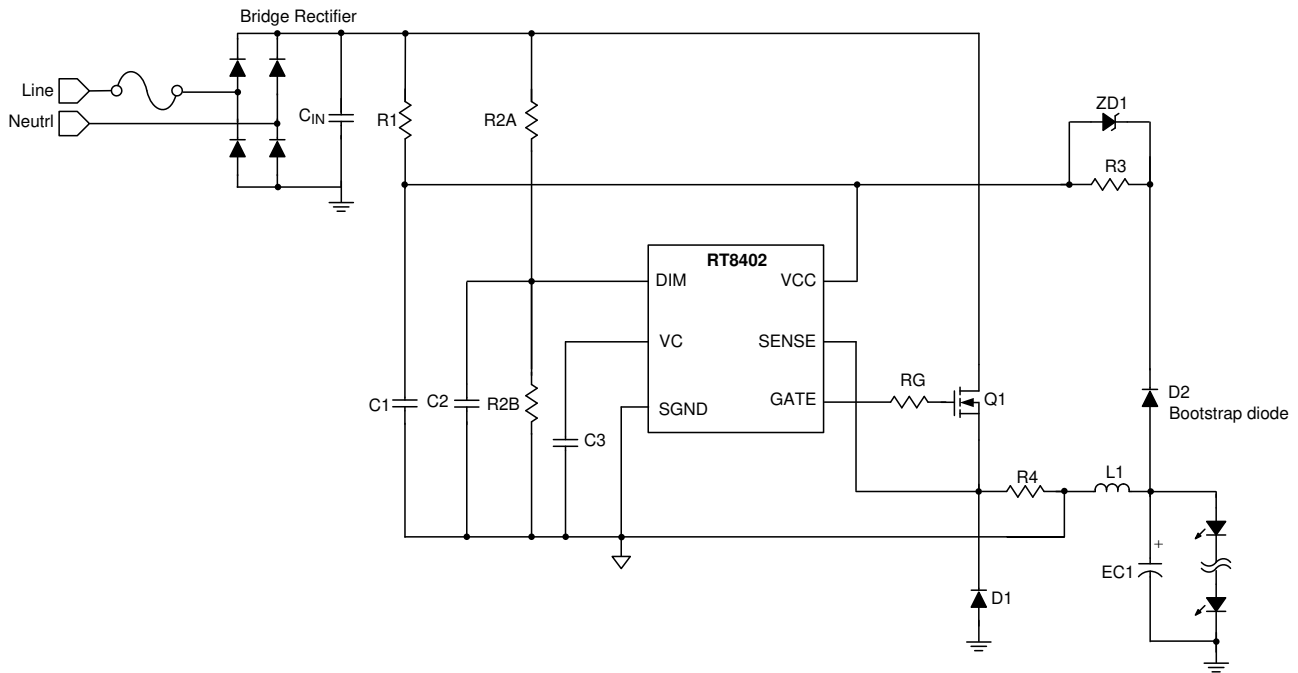 Bridge Rectifier
Line
Neutrl
CIN
R1
R2A
ZD1
R3
RT8402
DIM
VCC
VC
SENSE
SGND
GATE
RG
Q1
C1
C2
R2B
C3
D2
Bootstrap diode
R4
L1
+
EC1
D1